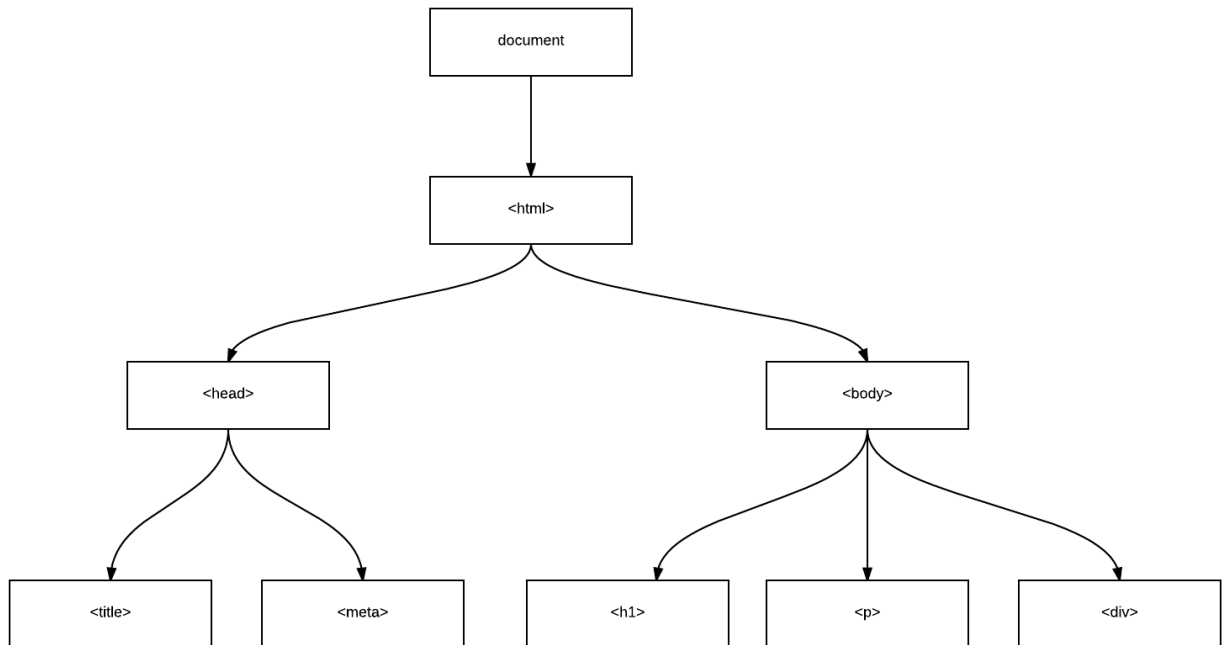 document
<html>
<head>
<body>
<title>
<meta>
<h1>
<p>
<div>